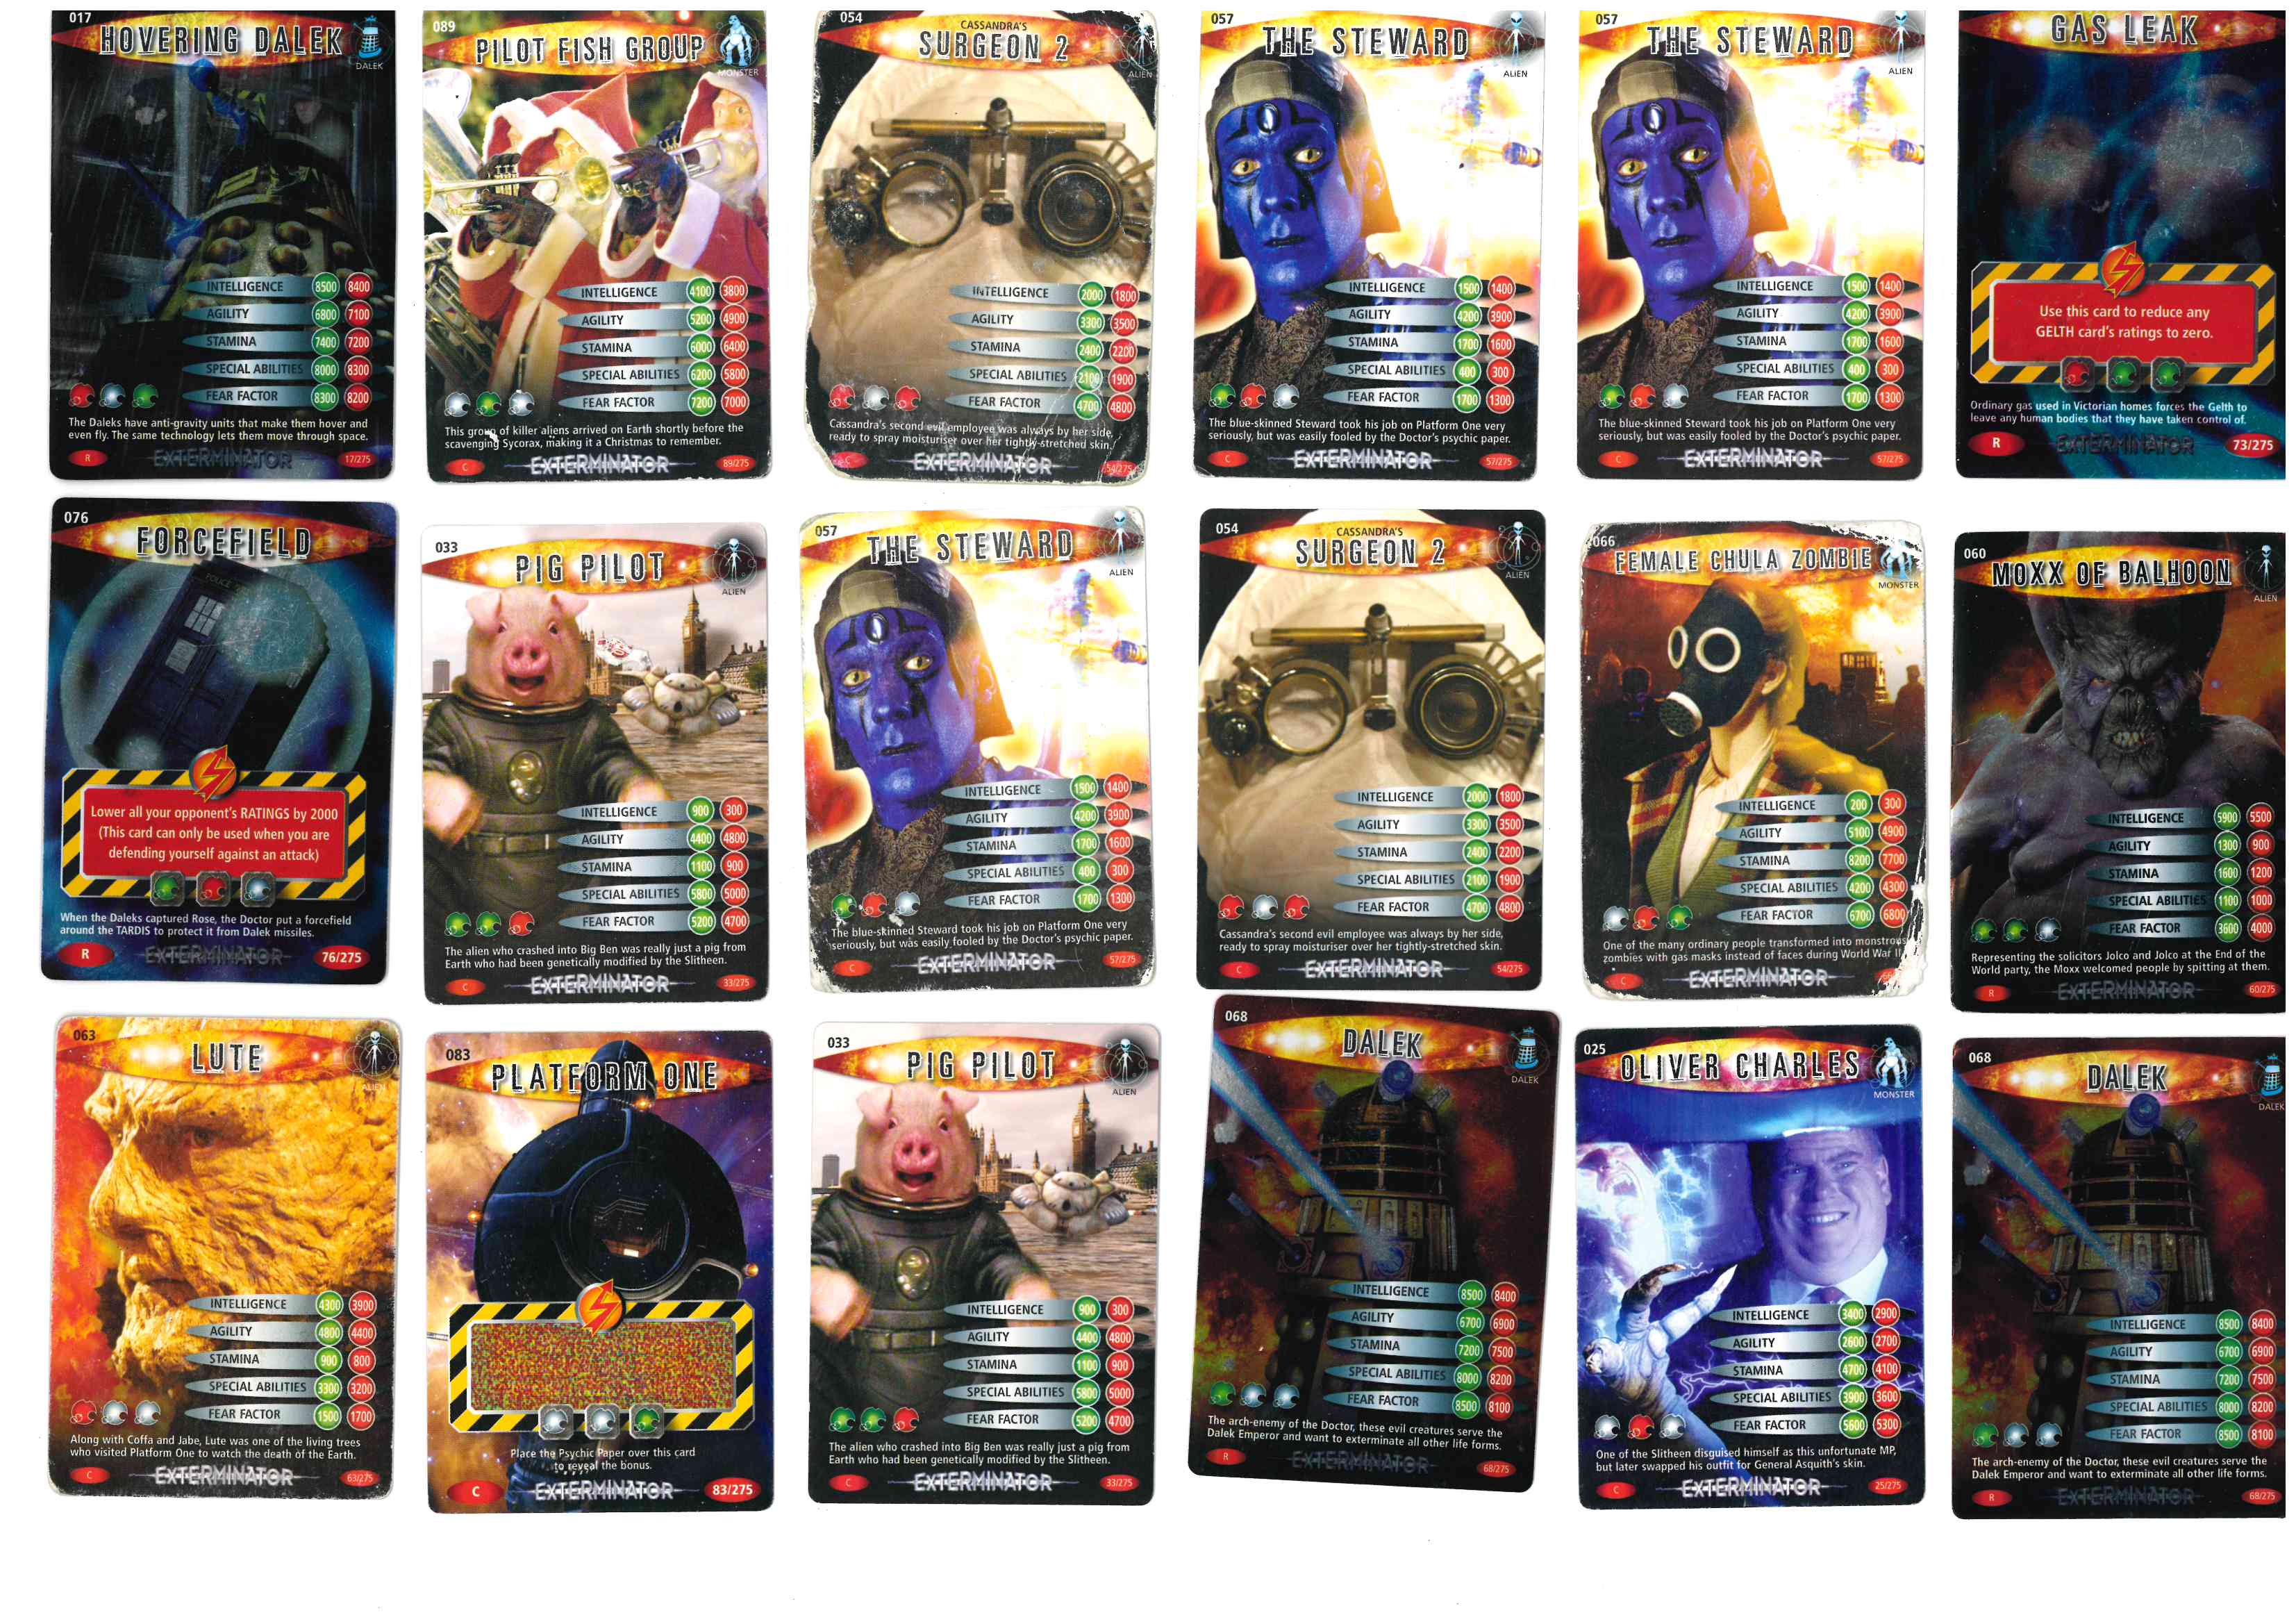 017
HOVERING DALEK
DALEK
INTELLIGENCE 8500 8400
AGILITY 6800 7100
STAMINA 7400 7200
SPECIAL ABILITIES 8000 8300
FEAR FACTOR 8300 8200
The Daleks have anti-gravity units that make them hover and
even fly. The same technology lets them move through space.
R EXTERMINATOR 17/275
089
PILOT FISH GROUP
MONSTER
INTELLIGENCE 4100 3800
AGILITY 5200 4900
STAMINA 6000 6400
SPECIAL ABILITIES 6200 5800
FEAR FACTOR 7200 7000
This group of killer aliens arrived on Earth shortly before the
scavenging Sycorax, making it a Christmas to remember.
C EXTERMINATOR 89/275
054
CASSANDRA'S
SURGEON 2
ALIEN
INTELLIGENCE 2000 1800
AGILITY 3300 3500
STAMINA 2400 2200
SPECIAL ABILITIES 2100 1900
FEAR FACTOR 4700 4800
Cassandra's second evil employee was always by her side,
ready to spray moisturiser over her tightly-stretched skin.
C EXTERMINATOR 54/275
057
THE STEWARD
ALIEN
INTELLIGENCE 1500 1400
AGILITY 4200 3900
STAMINA 1700 1600
SPECIAL ABILITIES 400 300
FEAR FACTOR 1700 1300
The blue-skinned Steward took his job on Platform One very
seriously, but was easily fooled by the Doctor's psychic paper.
C EXTERMINATOR 57/275
057
THE STEWARD
ALIEN
INTELLIGENCE 1500 1400
AGILITY 4200 3900
STAMINA 1700 1600
SPECIAL ABILITIES 400 300
FEAR FACTOR 1700 1300
The blue-skinned Steward took his job on Platform One very
seriously, but was easily fooled by the Doctor's psychic paper.
C EXTERMINATOR 57/275
GAS LEAK
Use this card to reduce any
GELTH card's ratings to zero.
Ordinary gas used in Victorian homes forces the Gelth to
leave any human bodies that they have taken control of.
R EXTERMINATOR 73/275
076
FORCEFIELD
POLICE
Lower all your opponent's RATINGS by 2000
(This card can only be used when you are
defending yourself against an attack)
When the Daleks captured Rose, the Doctor put a forcefield
around the TARDIS to protect it from Dalek missiles.
R EXTERMINATOR 76/275
033
PIG PILOT
ALIEN
INTELLIGENCE 900 300
AGILITY 4400 4800
STAMINA 1100 900
SPECIAL ABILITIES 5800 5000
FEAR FACTOR 5200 4700
The alien who crashed into Big Ben was really just a pig from
Earth who had been genetically modified by the Slitheen.
C EXTERMINATOR 33/275
057
THE STEWARD
ALIEN
INTELLIGENCE 1500 1400
AGILITY 4200 3900
STAMINA 1700 1600
SPECIAL ABILITIES 400 300
FEAR FACTOR 1700 1300
The blue-skinned Steward took his job on Platform One very
seriously, but was easily fooled by the Doctor's psychic paper.
C EXTERMINATOR 57/275
054
CASSANDRA'S
SURGEON 2
ALIEN
INTELLIGENCE 2000 1800
AGILITY 3300 3500
STAMINA 2400 2200
SPECIAL ABILITIES 2100 1900
FEAR FACTOR 4700 4800
Cassandra's second evil employee was always by her side,
ready to spray moisturiser over her tightly-stretched skin.
C EXTERMINATOR 54/275
066
FEMALE CHULA ZOMBIE
MONSTER
INTELLIGENCE 200 300
AGILITY 5100 4900
STAMINA 8200 7700
SPECIAL ABILITIES 4200 4300
FEAR FACTOR 6700 6800
One of the many ordinary people transformed into monstrous
zombies with gas masks instead of faces during World War II.
C EXTERMINATOR
060
MOXX OF BALHOON
ALIEN
INTELLIGENCE 5900 5500
AGILITY 1300 900
STAMINA 1600 1200
SPECIAL ABILITIES 1100 1000
FEAR FACTOR 3600 4000
Representing the solicitors Jolco and Jolco at the End of the
World party, the Moxx welcomed people by spitting at them.
R EXTERMINATOR 60/275
063
LUTE
ALIEN
INTELLIGENCE 4300 3900
AGILITY 4800 4400
STAMINA 900 800
SPECIAL ABILITIES 3300 3200
FEAR FACTOR 1500 1700
Along with Coffa and Jabe, Lute was one of the living trees
who visited Platform One to watch the death of the Earth.
C EXTERMINATOR 63/275
083
PLATFORM ONE
Place the Psychic Paper over this card
to reveal the bonus.
C EXTERMINATOR 83/275
033
PIG PILOT
ALIEN
INTELLIGENCE 900 300
AGILITY 4400 4800
STAMINA 1100 900
SPECIAL ABILITIES 5800 5000
FEAR FACTOR 5200 4700
The alien who crashed into Big Ben was really just a pig from
Earth who had been genetically modified by the Slitheen.
C EXTERMINATOR 33/275
068
DALEK
DALEK
INTELLIGENCE 8500 8400
AGILITY 6700 6900
STAMINA 7200 7500
SPECIAL ABILITIES 8000 8200
FEAR FACTOR 8500 8100
The arch-enemy of the Doctor, these evil creatures serve the
Dalek Emperor and want to exterminate all other life forms.
R EXTERMINATOR 68/275
025
OLIVER CHARLES
MONSTER
INTELLIGENCE 3400 2900
AGILITY 2600 2700
STAMINA 4700 4100
SPECIAL ABILITIES 3900 3600
FEAR FACTOR 5600 5300
One of the Slitheen disguised himself as this unfortunate MP,
but later swapped his outfit for General Asquith's skin.
C EXTERMINATOR 25/275
068
DALEK
DALEK
INTELLIGENCE 8500 8400
AGILITY 6700 6900
STAMINA 7200 7500
SPECIAL ABILITIES 8000 8200
FEAR FACTOR 8500 8100
The arch-enemy of the Doctor, these evil creatures serve the
Dalek Emperor and want to exterminate all other life forms.
R EXTERMINATOR 68/275